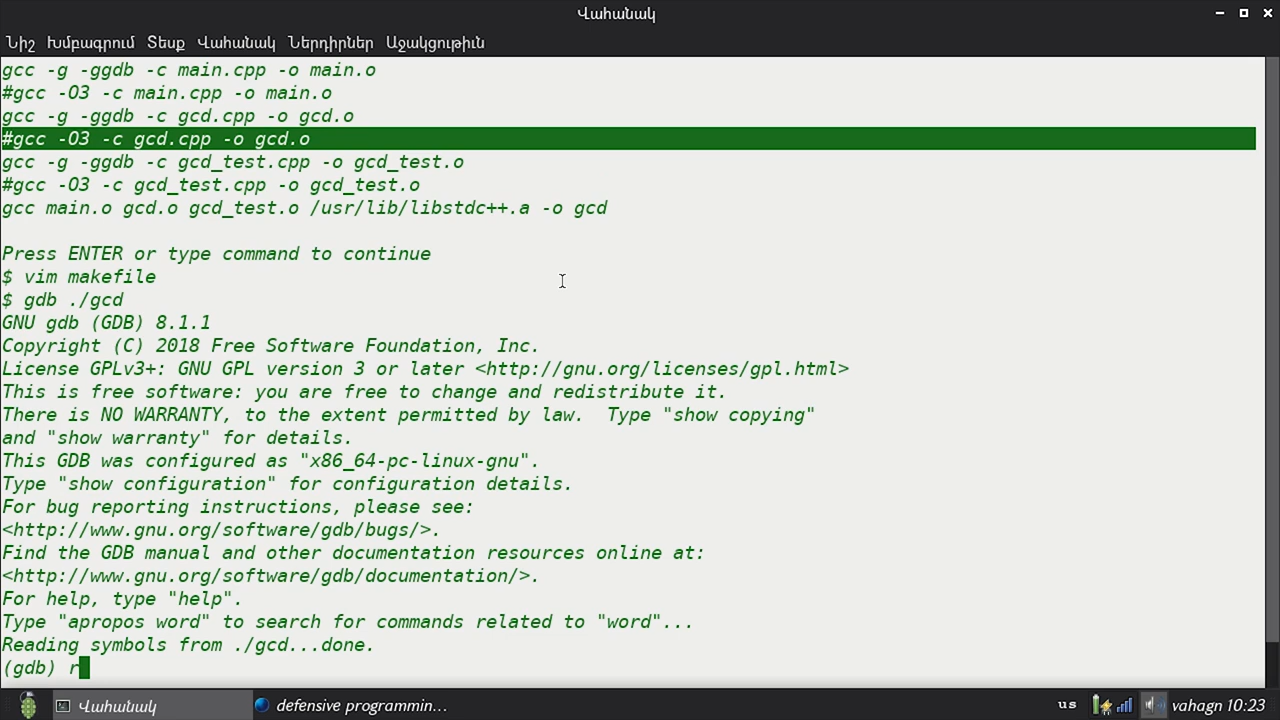 Վահանակ
Նիշ Խմբագրում Տեսք Վահանակ Ներդիրներ Աջակցութիւն
gcc -g -ggdb -c main.cpp -o main.o
#gcc -O3 -c main.cpp -o main.o
gcc -g -ggdb -c gcd.cpp -o gcd.o
#gcc -O3 -c gcd.cpp -o gcd.o
gcc -g -ggdb -c gcd_test.cpp -o gcd_test.o
#gcc -O3 -c gcd_test.cpp -o gcd_test.o
gcc main.o gcd.o gcd_test.o /usr/lib/libstdc++.a -o gcd
Press ENTER or type command to continue
$ vim makefile
$ gdb ./gcd
GNU gdb (GDB) 8.1.1
Copyright (C) 2018 Free Software Foundation, Inc.
License GPLv3+: GNU GPL version 3 or later <http://gnu.org/licenses/gpl.html>
This is free software: you are free to change and redistribute it.
There is NO WARRANTY, to the extent permitted by law.  Type "show copying"
and "show warranty" for details.
This GDB was configured as "x86_64-pc-linux-gnu".
Type "show configuration" for configuration details.
For bug reporting instructions, please see:
<http://www.gnu.org/software/gdb/bugs/>.
Find the GDB manual and other documentation resources online at:
<http://www.gnu.org/software/gdb/documentation/>.
For help, type "help".
Type "apropos word" to search for commands related to "word"...
Reading symbols from ./gcd...done.
(gdb) r
Վահանակ defensive programmin... us vahagn 10:23